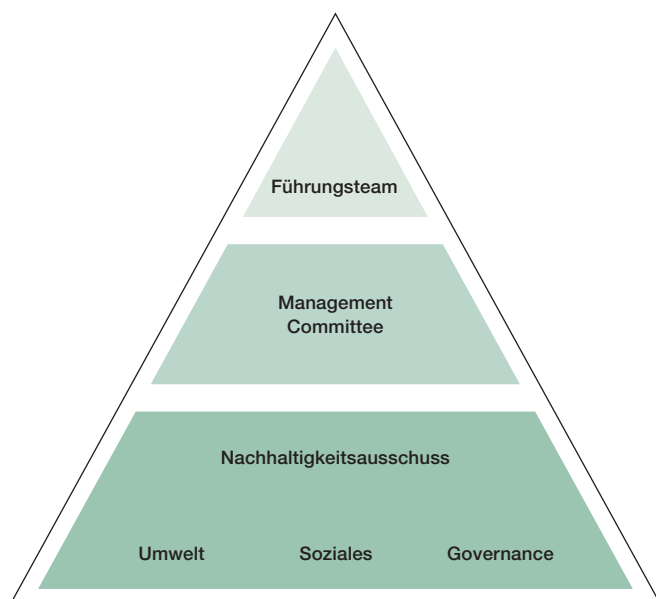 Führungsteam
Management
Committee
Nachhaltigkeitsausschuss
Umwelt Soziales Governance